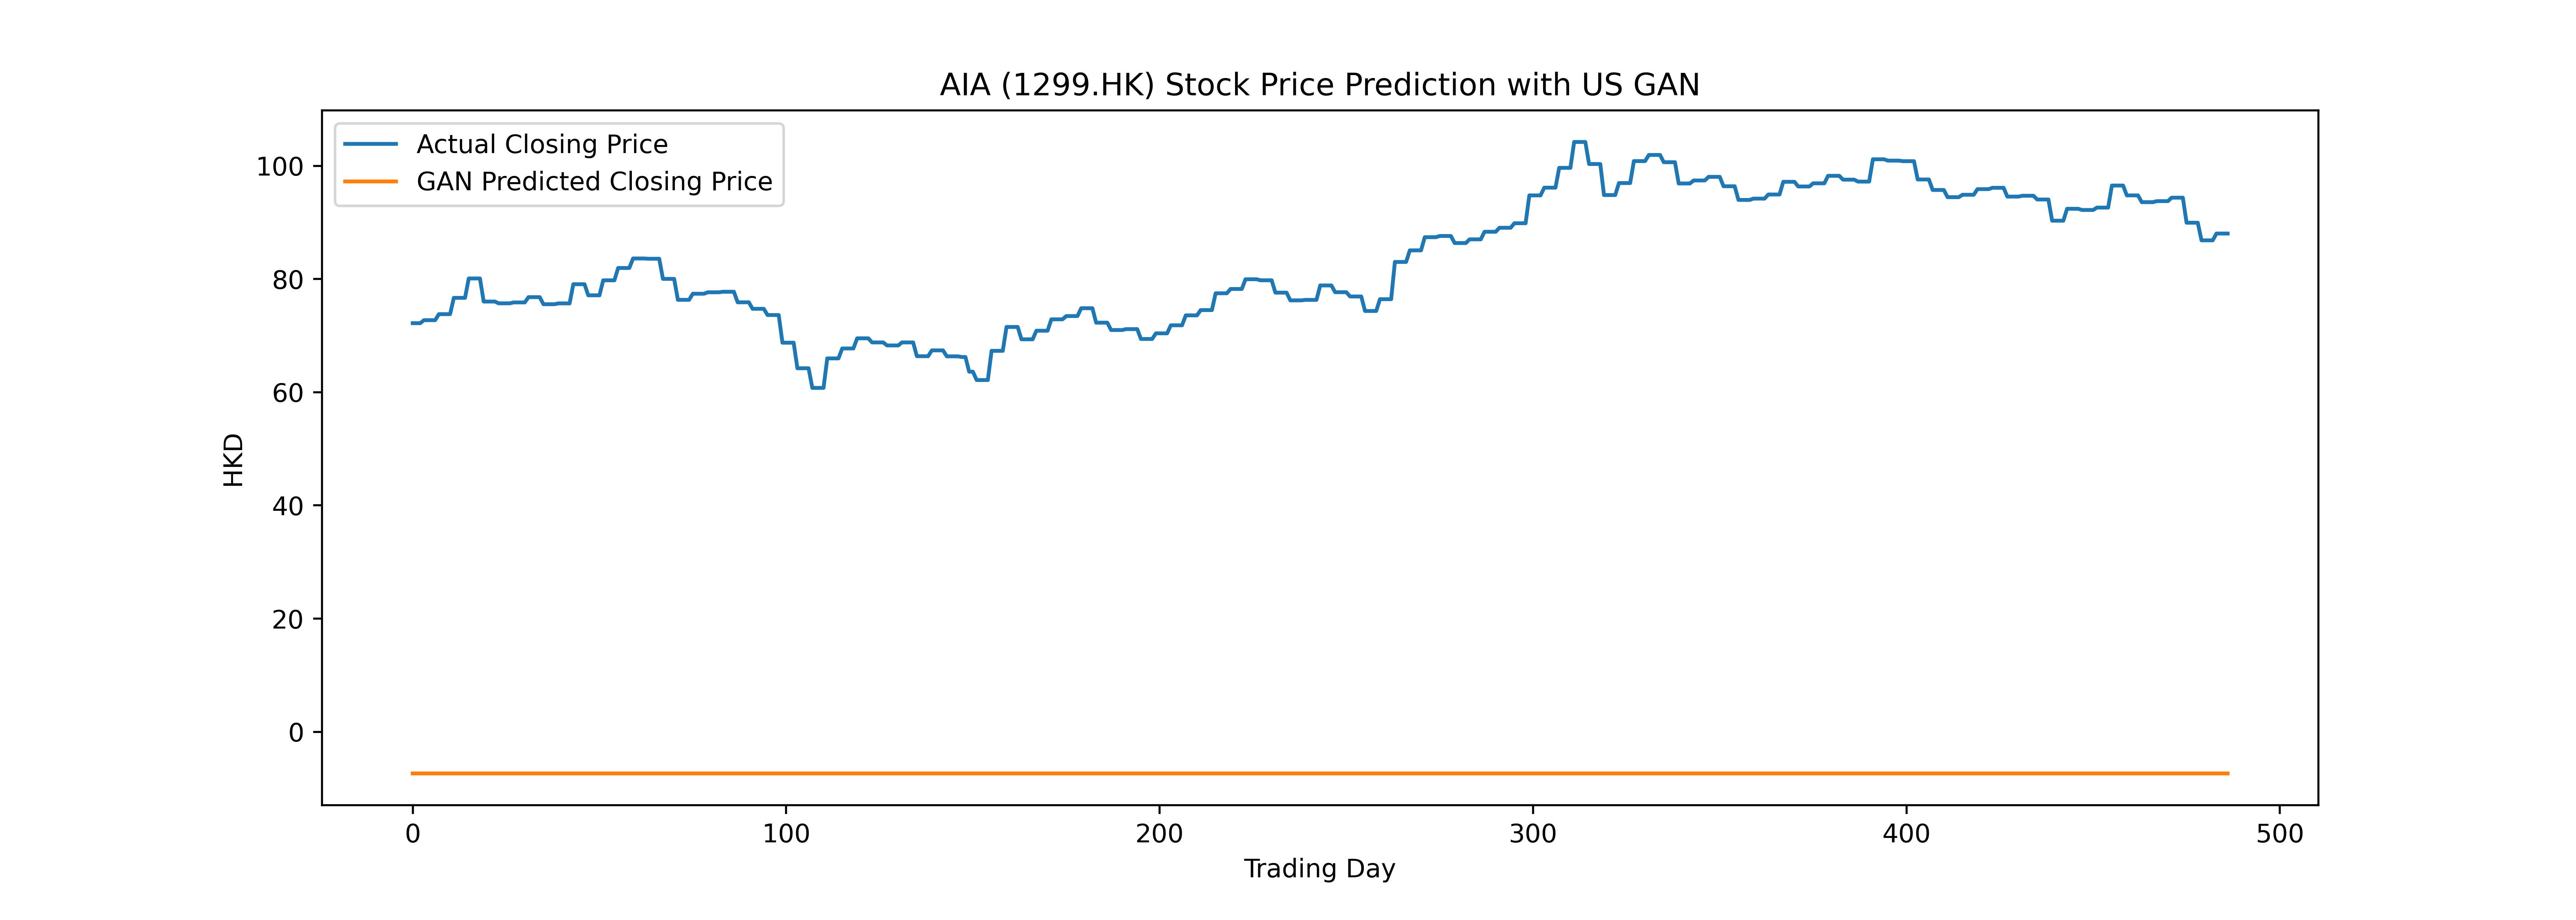 AIA (1299.HK) Stock Price Prediction with US GAN
Actual Closing Price
GAN Predicted Closing Price
100
80
60
40
20
0
HKD
0 100 200 300 400 500
Trading Day